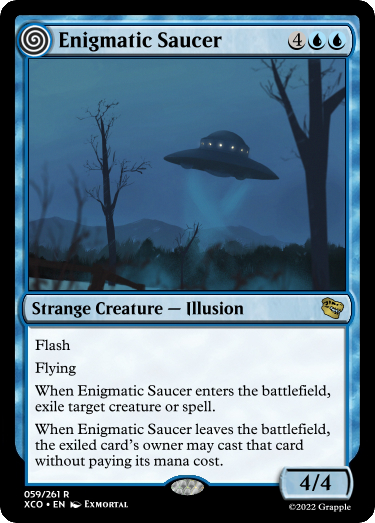 Enigmatic Saucer 4
Strange Creature — Illusion
Flash
Flying
When Enigmatic Saucer enters the battlefield,
exile target creature or spell.
When Enigmatic Saucer leaves the battlefield,
the exiled card's owner may cast that card
without paying its mana cost.
4/4
059/261 R
XCO • EN Exmortal
©2022 Grapple